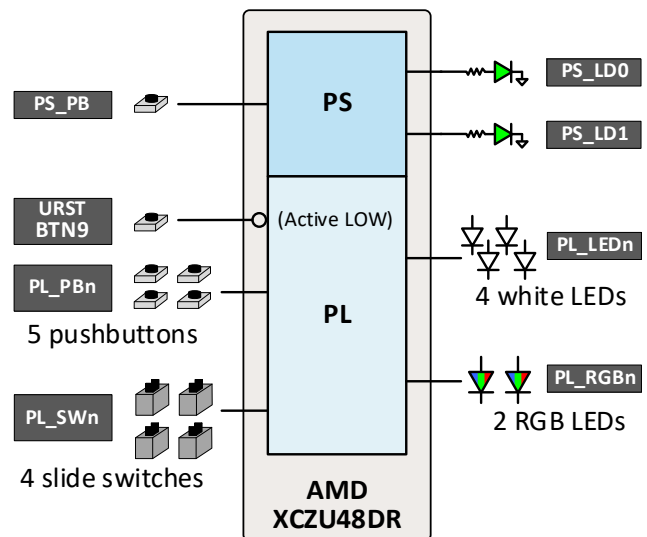 PS_PB
URST
BTN9
PL_PBn
5 pushbuttons
PL_SWn
4 slide switches
PS
(Active LOW)
PL
AMD
XCZU48DR
PS_LD0
PS_LD1
PL_LEDn
4 white LEDs
PL_RGBn
2 RGB LEDs